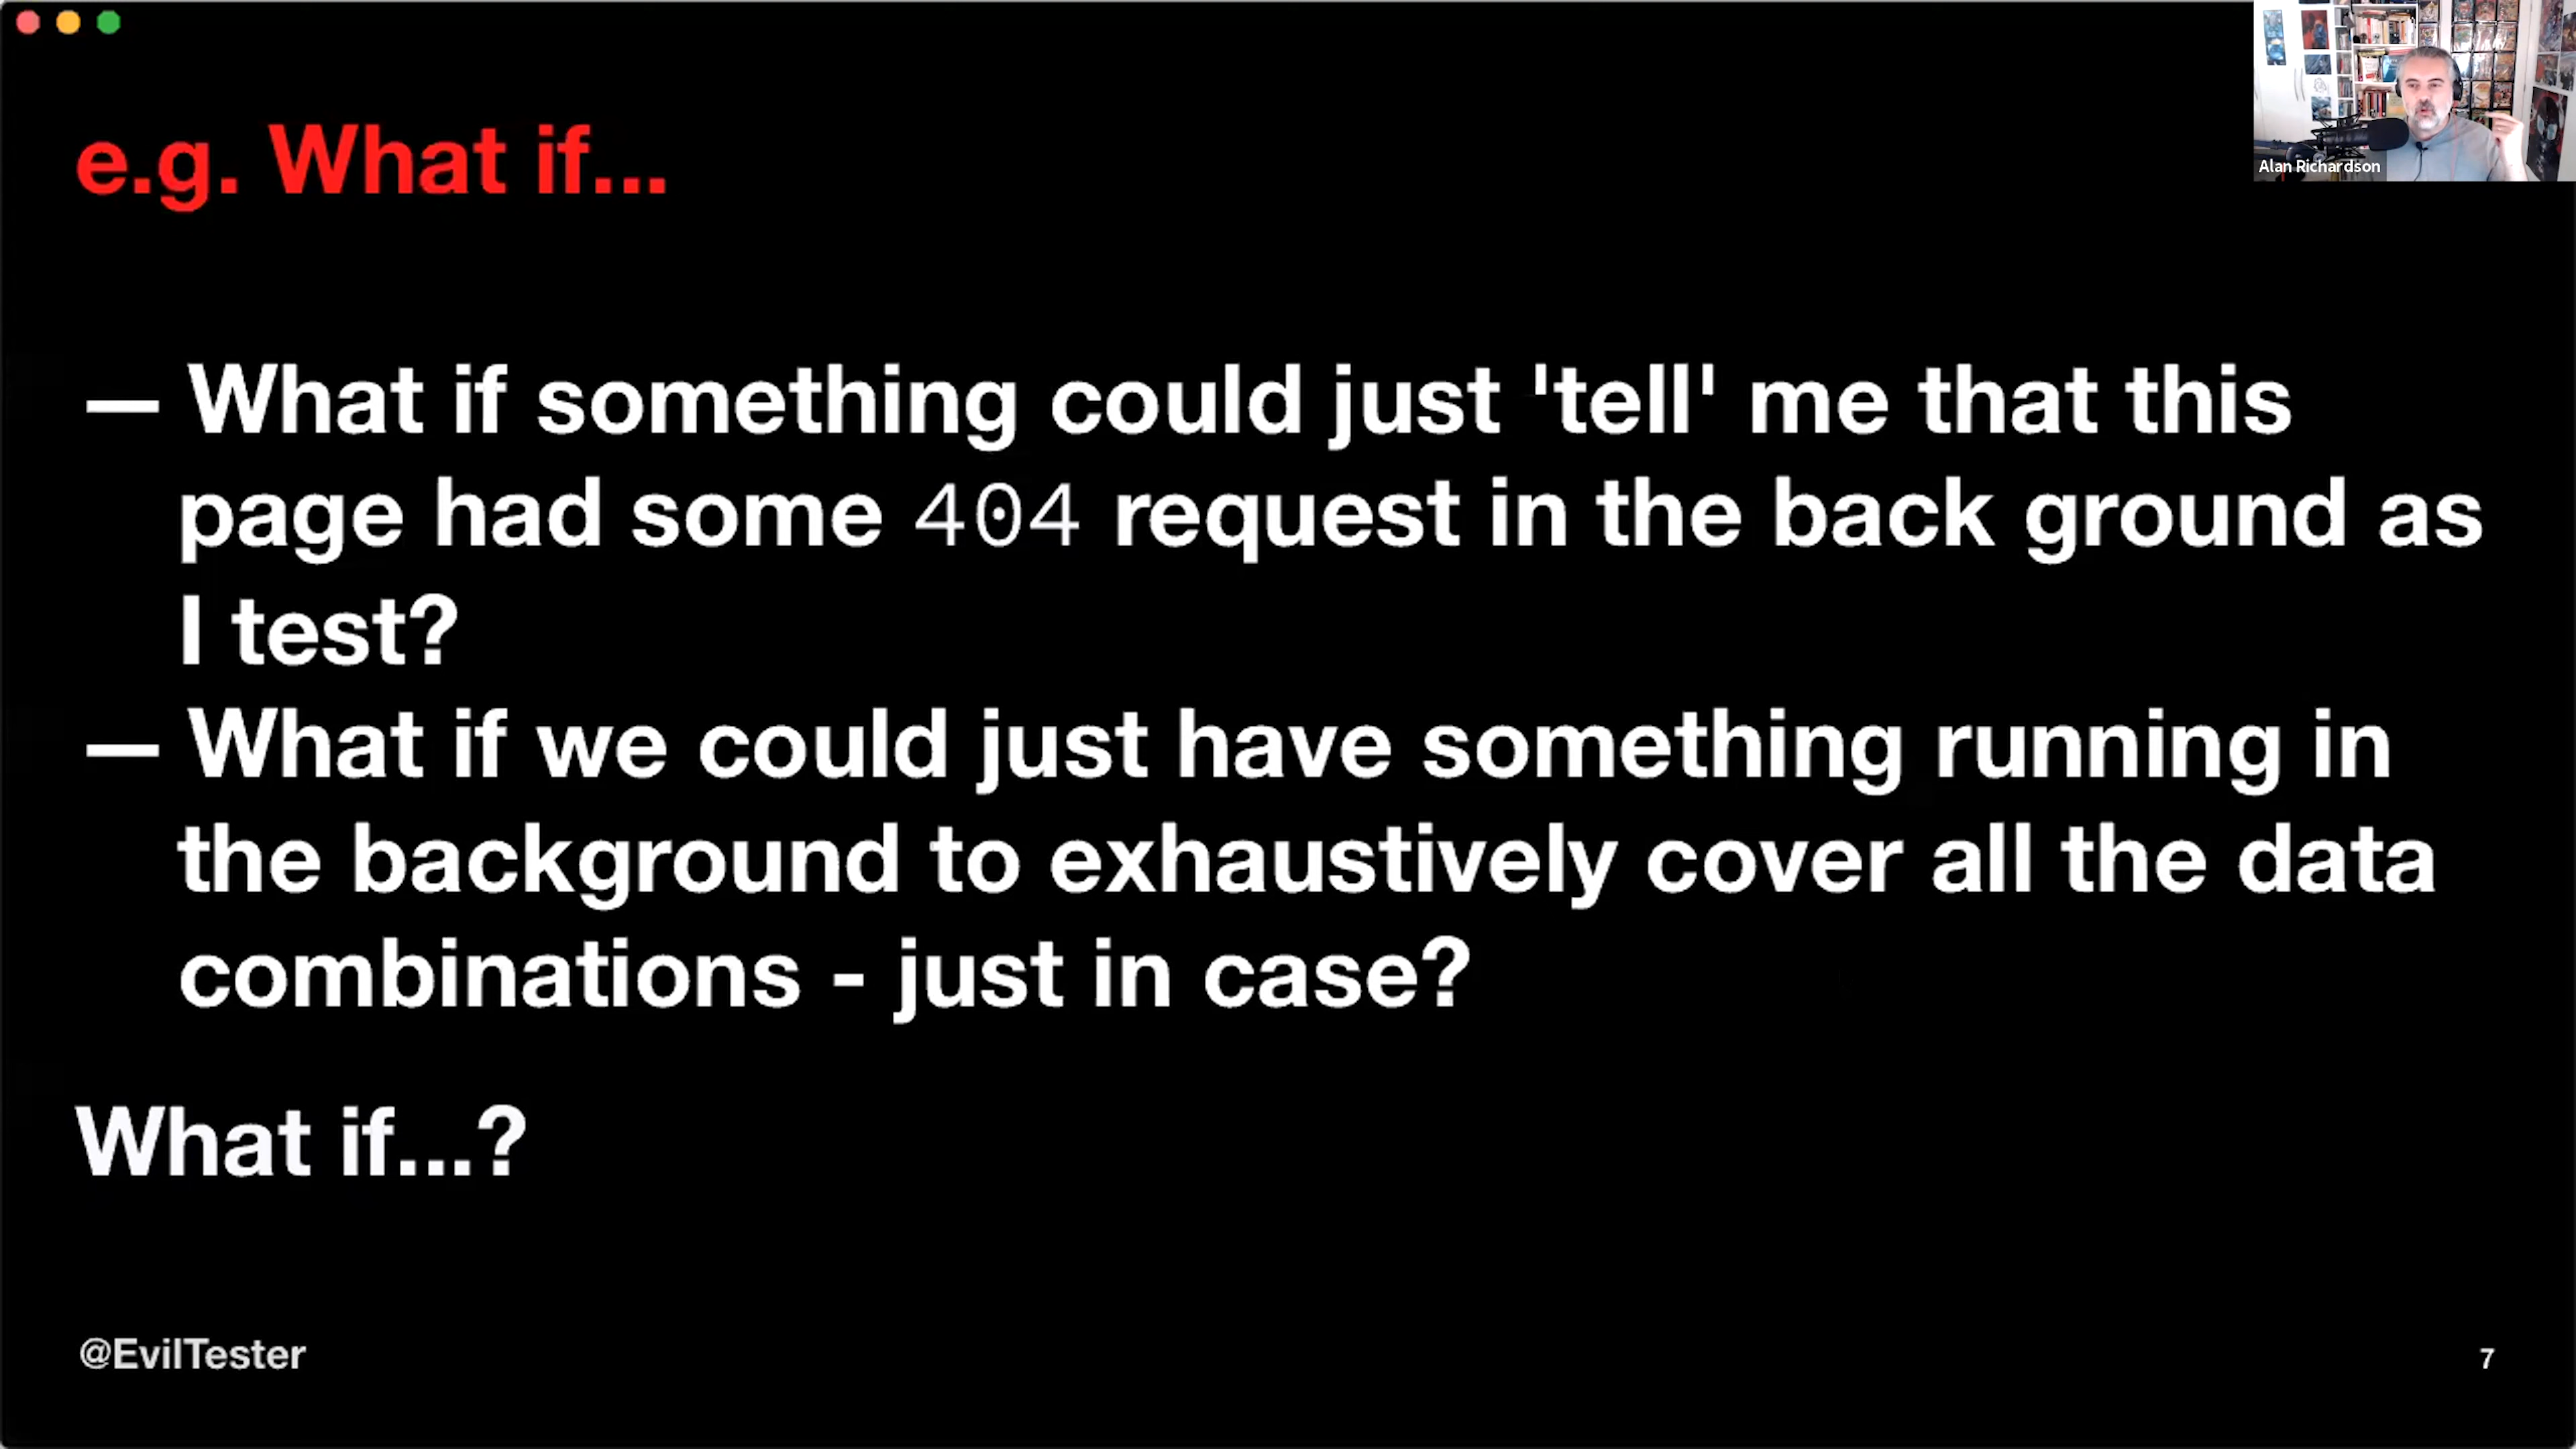 Alan Richardson
e.g. What if...
— What if something could just 'tell' me that this
page had some 404 request in the back ground as
I test?
— What if we could just have something running in
the background to exhaustively cover all the data
combinations - just in case?
What if...?
@EvilTester
7